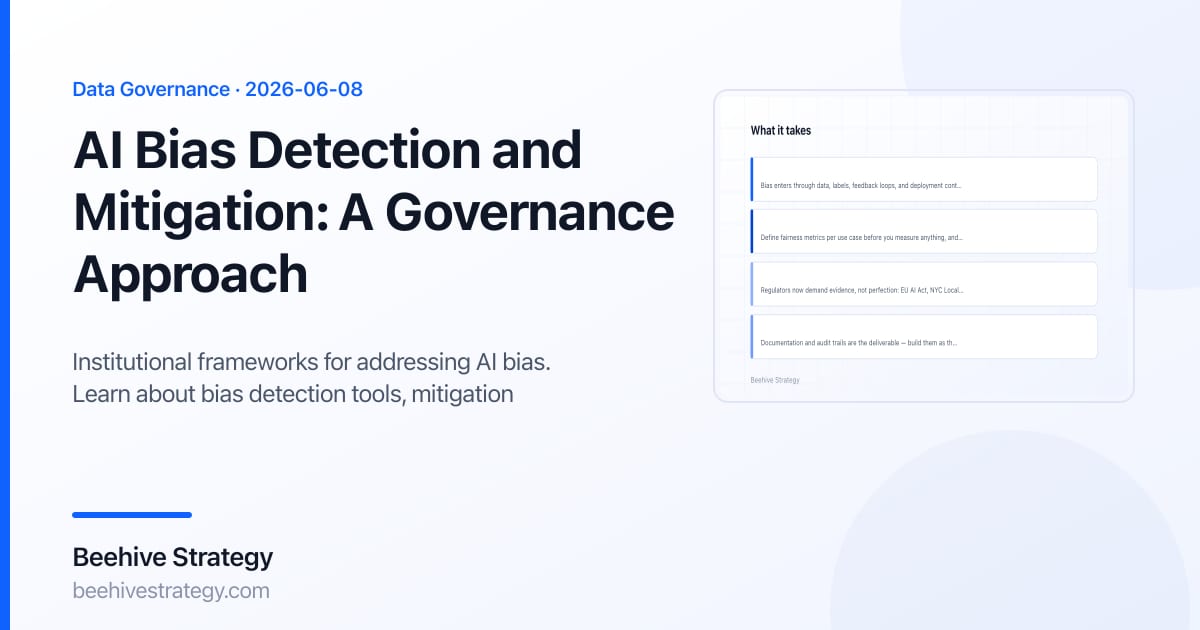 Data Governance · 2026-06-08
AI Bias Detection and
Mitigation: A Governance
Approach
Institutional frameworks for addressing AI bias.
Learn about bias detection tools, mitigation
Beehive Strategy
beehivestrategy.com
What it takes
Bias enters through data, labels, feedback loops, and deployment cont...
Define fairness metrics per use case before you measure anything, and...
Regulators now demand evidence, not perfection: EU AI Act, NYC Local...
Documentation and audit trails are the deliverable — build them as th...
Beehive Strategy